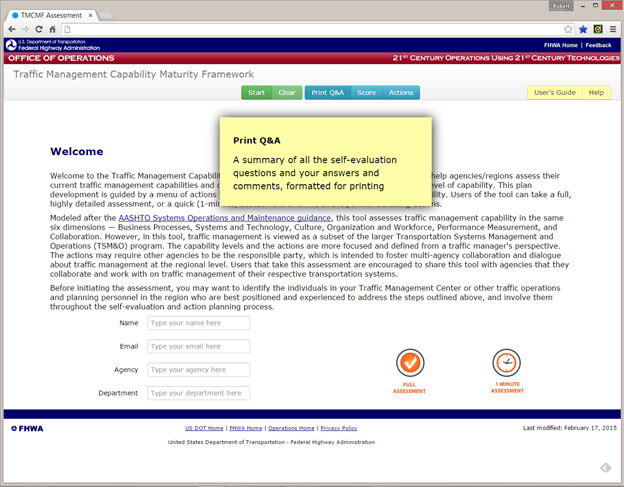 Robert
TMCMF Assessment
U.S. Department of Transportation
Federal Highway Administration
FHWA Home | Feedback
OFFICE OF OPERATIONS
21ST CENTURY OPERATIONS USING 21ST CENTURY TECHNOLOGIES
Traffic Management Capability Maturity Framework
Start Clear Print Q&A Score Actions User's Guide Help
Print Q&A
A summary of all the self-evaluation
questions and your answers and
comments, formatted for printing
Welcome
Welcome to the Traffic Management Capabil help agencies/regions assess their
current traffic management capabilities and evel of capability. This plan
development is guided by a menu of actions bility. Users of the tool can take a full,
highly detailed assessment, or a quick (1-min
Modeled after the AASHTO Systems Operations and Maintenance guidance, this tool assesses traffic management capability in the same
six dimensions — Business Processes, Systems and Technology, Culture, Organization and Workforce, Performance Measurement, and
Collaboration. However, in this tool, traffic management is viewed as a subset of the larger Transportation Systems Management and
Operations (TSM&O) program. The capability levels and the actions are more focused and defined from a traffic manager's perspective.
The actions may require other agencies to be the responsible party, which is intended to foster multi-agency collaboration and dialogue
about traffic management at the regional level. Users that take this assessment are encouraged to share this tool with agencies that they
collaborate and work with on traffic management of their respective transportation systems.
Before initiating the assessment, you may want to identify the individuals in your Traffic Management Center or other traffic operations
and planning personnel in the region who are best positioned and experienced to address the steps outlined above, and involve them
throughout the self-evaluation and action planning process.
Name Type your name here
Email Type your email here
Agency Type your agency here
Department Type your department here
FULL
ASSESSMENT
1-MINUTE
ASSESSMENT
FHWA
US DOT Home | FHWA Home | Operations Home | Privacy Policy
Last modified: February 17, 2015
United States Department of Transportation - Federal Highway Administration